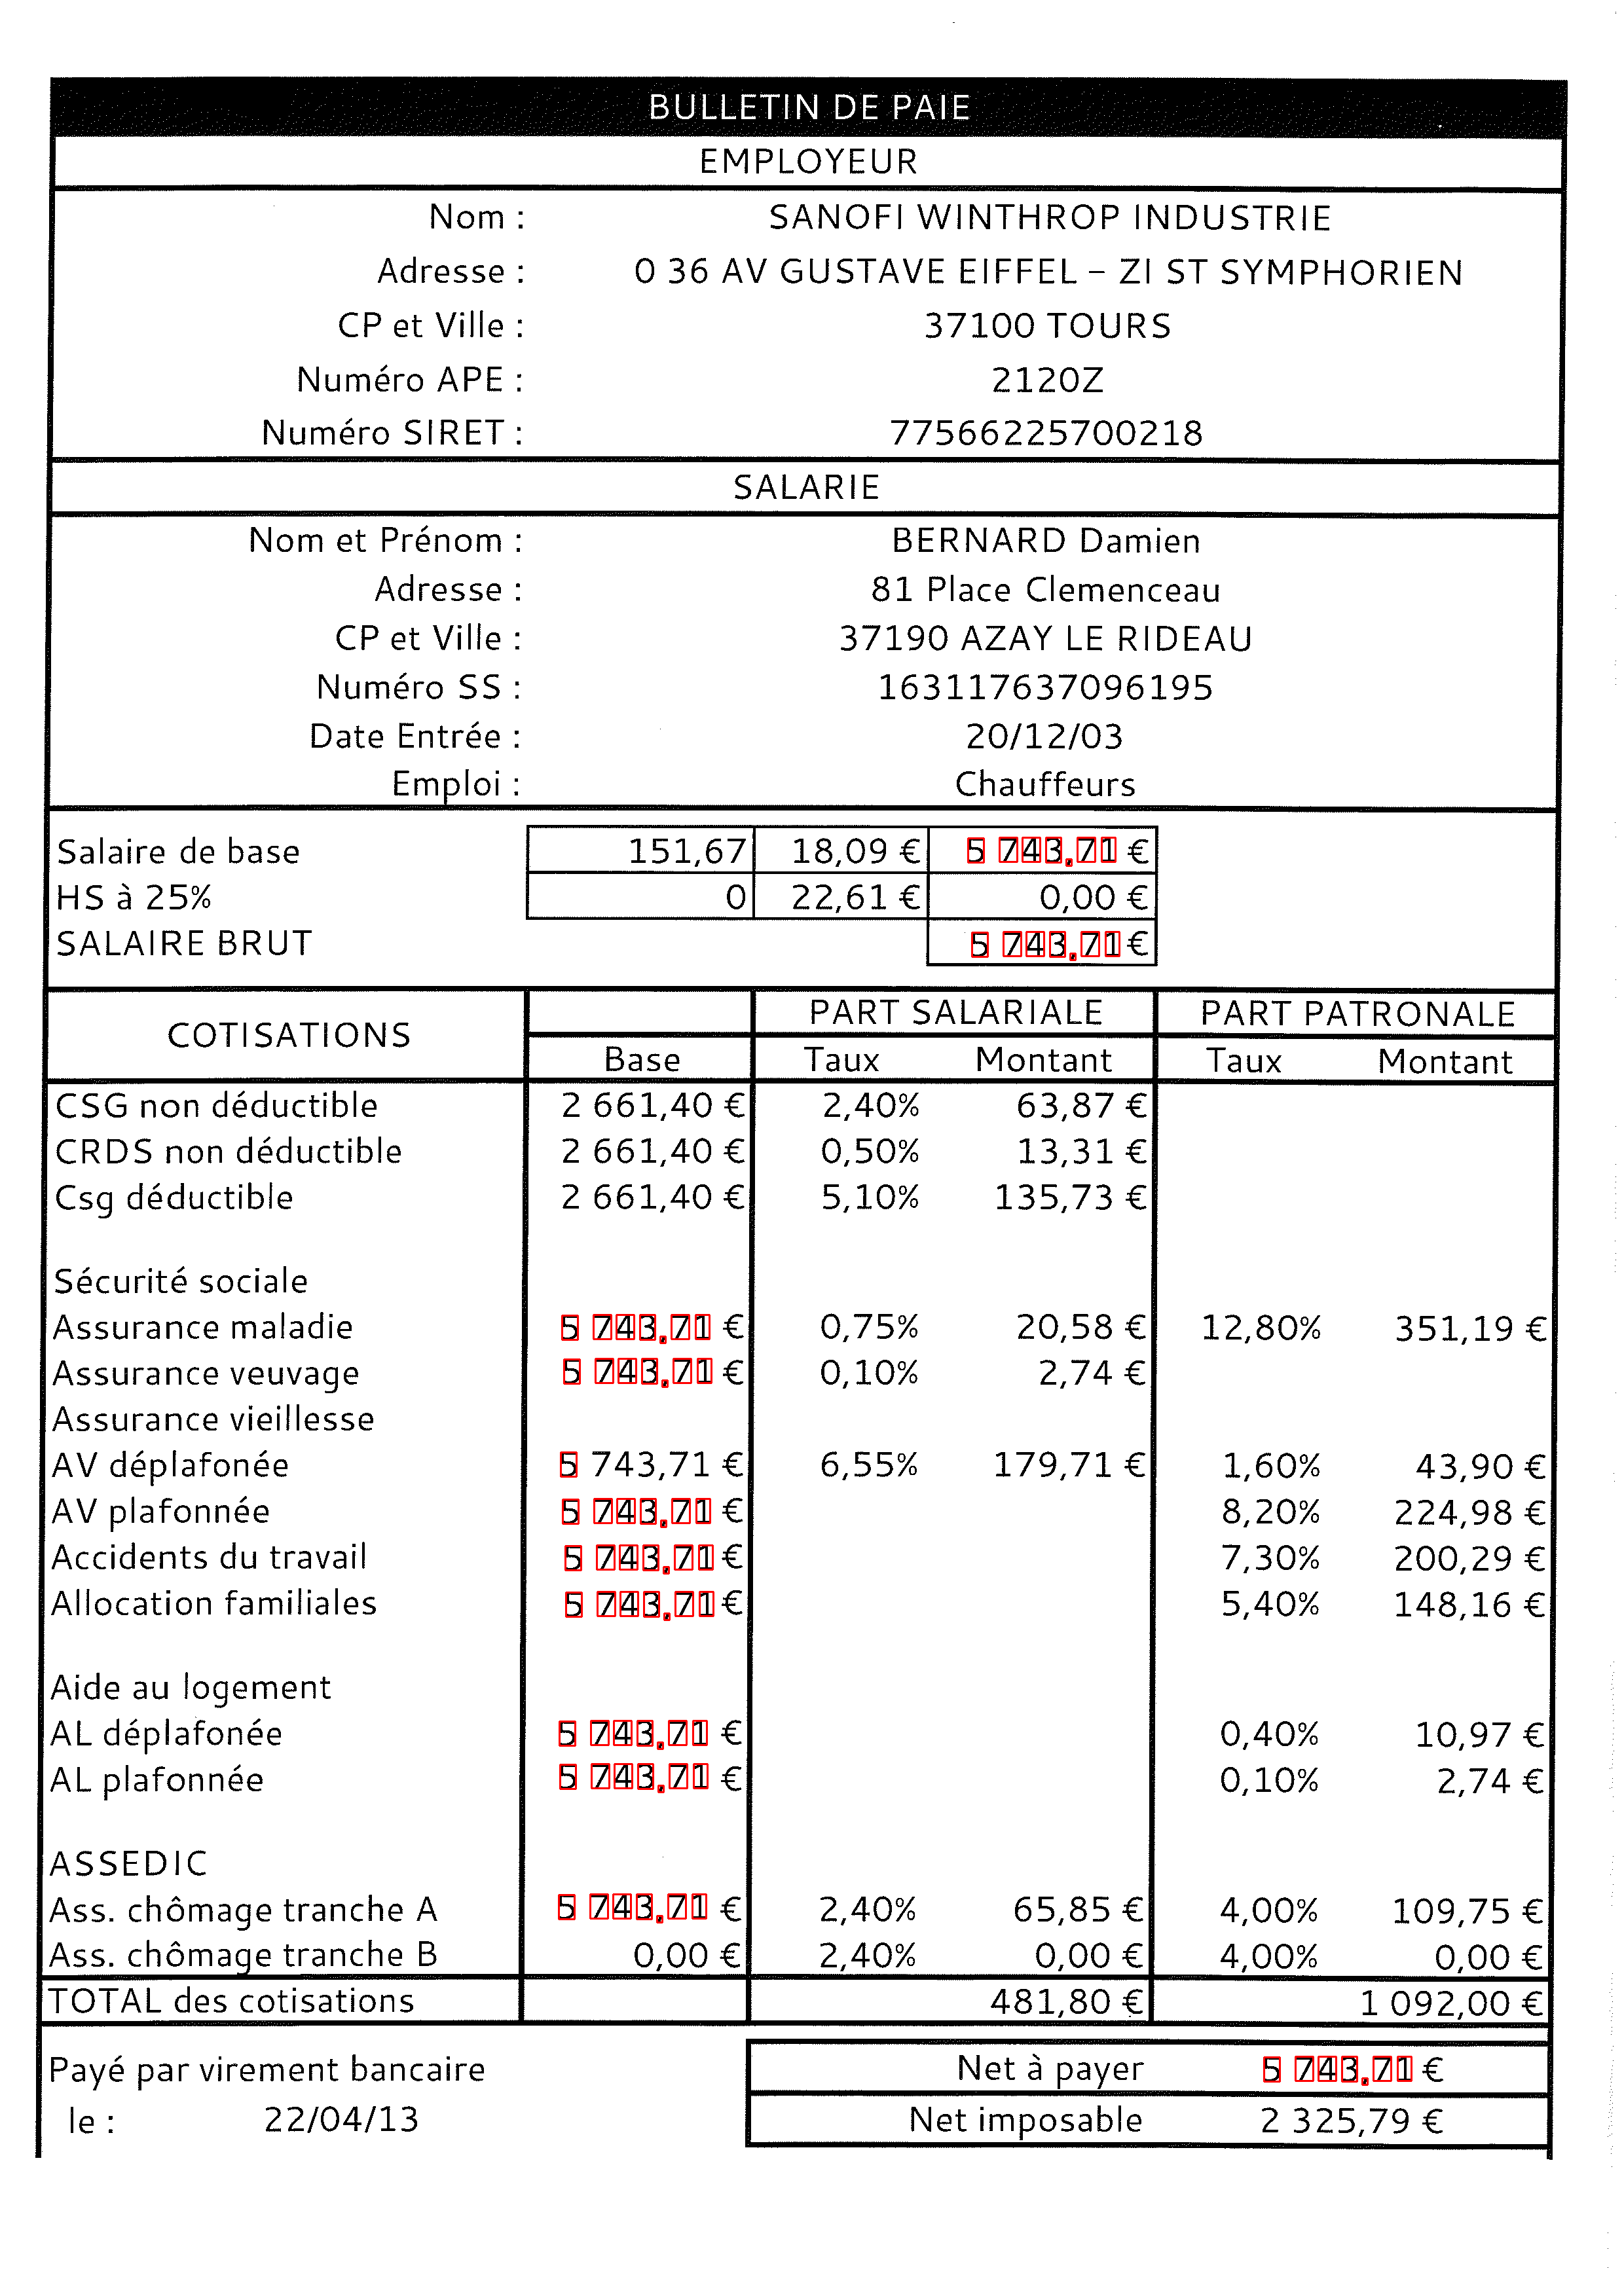 BULLETIN DE PAIE
EMPLOYEUR
Nom : SANOFI WINTHROP INDUSTRIE
Adresse : 0 36 AV GUSTAVE EIFFEL – ZI ST SYMPHORIEN
CP et Ville : 37100 TOURS
Numéro APE : 2120Z
Numéro SIRET : 77566225700218
SALARIE
Nom et Prénom : BERNARD Damien
Adresse : 81 Place Clemenceau
CP et Ville : 37190 AZAY LE RIDEAU
Numéro SS : 163117637096195
Date Entrée : 20/12/03
Emploi : Chauffeurs
Salaire de base 151,67 18,09 € 5 743,71 €
HS à 25% 0 22,61 € 0,00 €
SALAIRE BRUT 5 743,71 €
PART SALARIALE PART PATRONALE
COTISATIONS Base Taux Montant Taux Montant
CSG non déductible 2 661,40 € 2,40% 63,87 €
CRDS non déductible 2 661,40 € 0,50% 13,31 €
Csg déductible 2 661,40 € 5,10% 135,73 €
Sécurité sociale
Assurance maladie 5 743,71 € 0,75% 20,58 € 12,80% 351,19 €
Assurance veuvage 5 743,71 € 0,10% 2,74 €
Assurance vieillesse
AV déplafonée 5 743,71 € 6,55% 179,71 € 1,60% 43,90 €
AV plafonnée 5 743,71 € 8,20% 224,98 €
Accidents du travail 5 743,71 € 7,30% 200,29 €
Allocation familiales 5 743,71 € 5,40% 148,16 €
Aide au logement
AL déplafonée 5 743,71 € 0,40% 10,97 €
AL plafonnée 5 743,71 € 0,10% 2,74 €
ASSEDIC
Ass. chômage tranche A 5 743,71 € 2,40% 65,85 € 4,00% 109,75 €
Ass. chômage tranche B 0,00 € 2,40% 0,00 € 4,00% 0,00 €
TOTAL des cotisations 481,80 € 1 092,00 €
Payé par virement bancaire Net à payer 5 743,71 €
le : 22/04/13 Net imposable 2 325,79 €